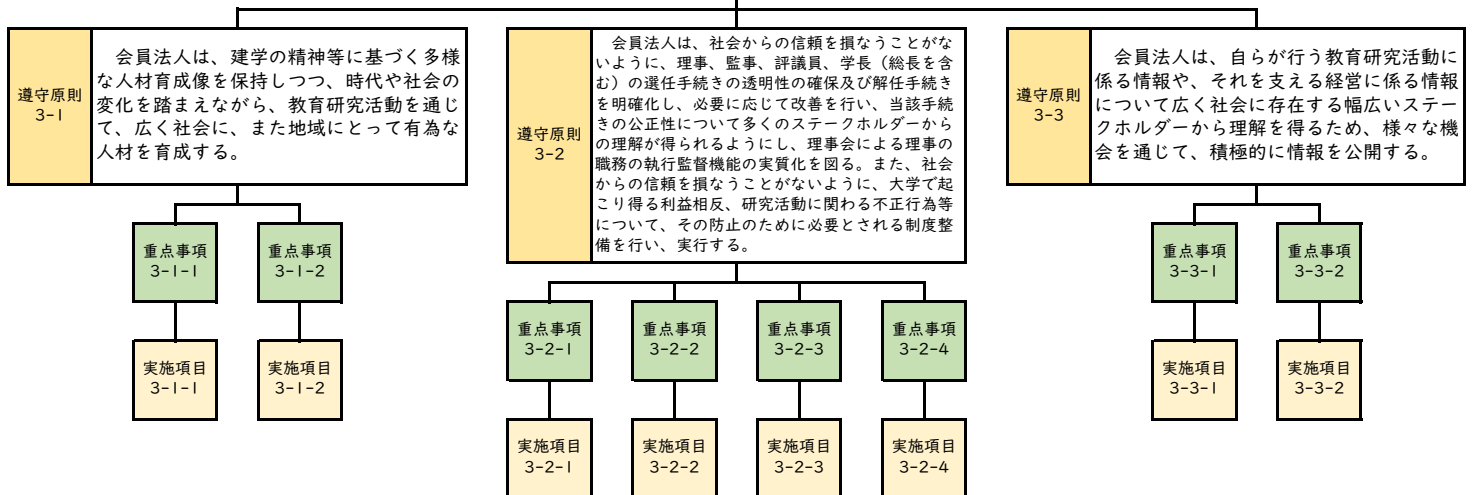 遵守原則
3-1
会員法人は、建学の精神等に基づく多様
な人材育成像を保持しつつ、時代や社会の
変化を踏まえながら、教育研究活動を通じ
て、広く社会に、また地域にとって有為な
人材を育成する。
重点事項
3-1-1
重点事項
3-1-2
実施項目
3-1-1
実施項目
3-1-2
遵守原則
3-2
会員法人は、社会からの信頼を損なうことがな
いように、理事、監事、評議員、学長（総長を含
む）の選任手続きの透明性の確保及び解任手続き
を明確化し、必要に応じて改善を行い、当該手続
きの公正性について多くのステークホルダーから
の理解が得られるようにし、理事会による理事の
職務の執行監督機能の実質化を図る。また、社会
からの信頼を損なうことがないように、大学で起
こり得る利益相反、研究活動に関わる不正行為等
について、その防止のために必要とされる制度整
備を行い、実行する。
重点事項
3-2-1
重点事項
3-2-2
重点事項
3-2-3
重点事項
3-2-4
実施項目
3-2-1
実施項目
3-2-2
実施項目
3-2-3
実施項目
3-2-4
遵守原則
3-3
会員法人は、自らが行う教育研究活動に
係る情報や、それを支える経営に係る情報
について広く社会に存在する幅広いステー
クホルダーから理解を得るため、様々な機
会を通じて、積極的に情報を公開する。
重点事項
3-3-1
重点事項
3-3-2
実施項目
3-3-1
実施項目
3-3-2